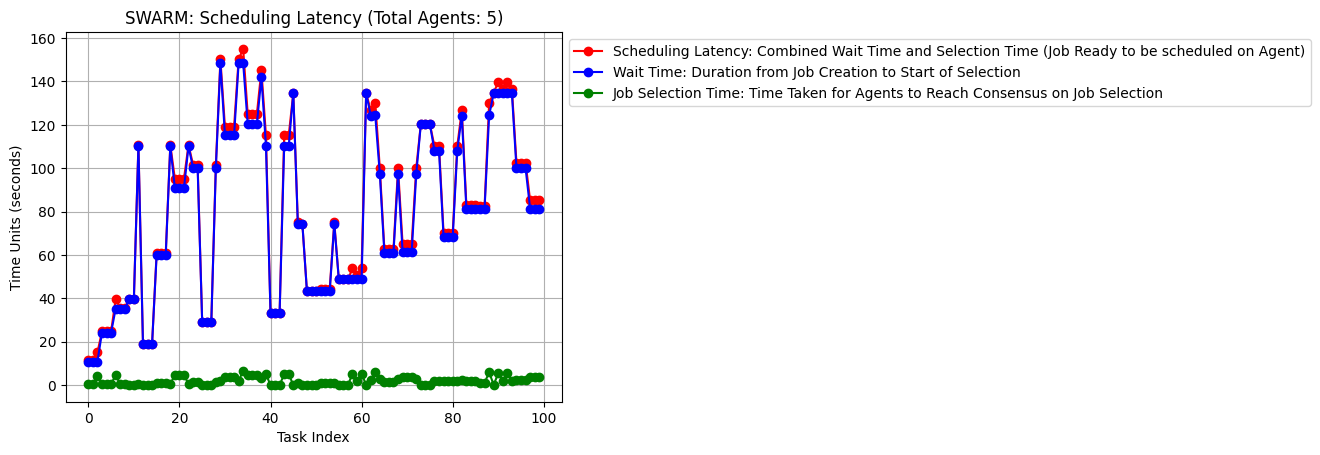 SWARM: Scheduling Latency (Total Agents: 5)
Scheduling Latency: Combined Wait Time and Selection Time (Job Ready to be scheduled on Agent)
Wait Time: Duration from Job Creation to Start of Selection
Job Selection Time: Time Taken for Agents to Reach Consensus on Job Selection
Time Units (seconds)
160
140
120
100
80
60
40
20
0
0 20 40 60 80 100
Task Index